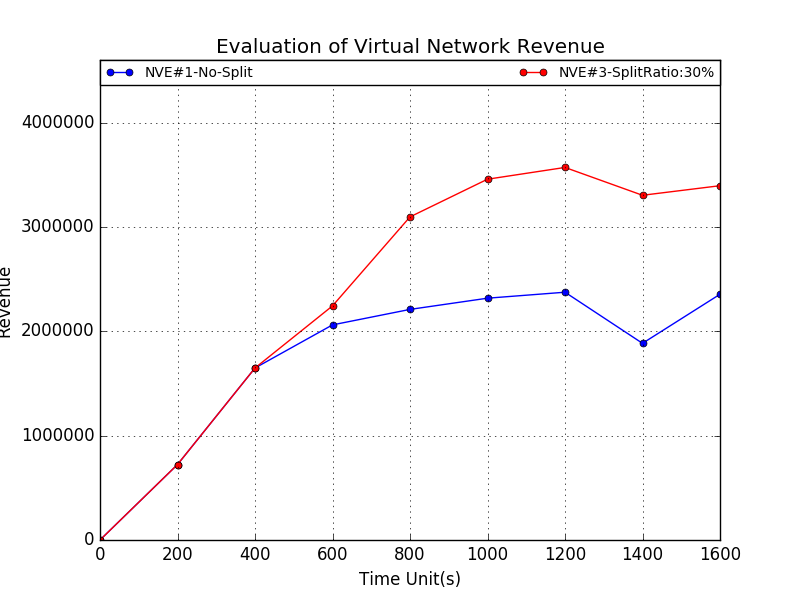 Evaluation of Virtual Network Revenue
NVE#1-No-Split NVE#3-SplitRatio:30%
4000000
3000000
Revenue
2000000
1000000
0
0 200 400 600 800 1000 1200 1400 1600
Time Unit(s)